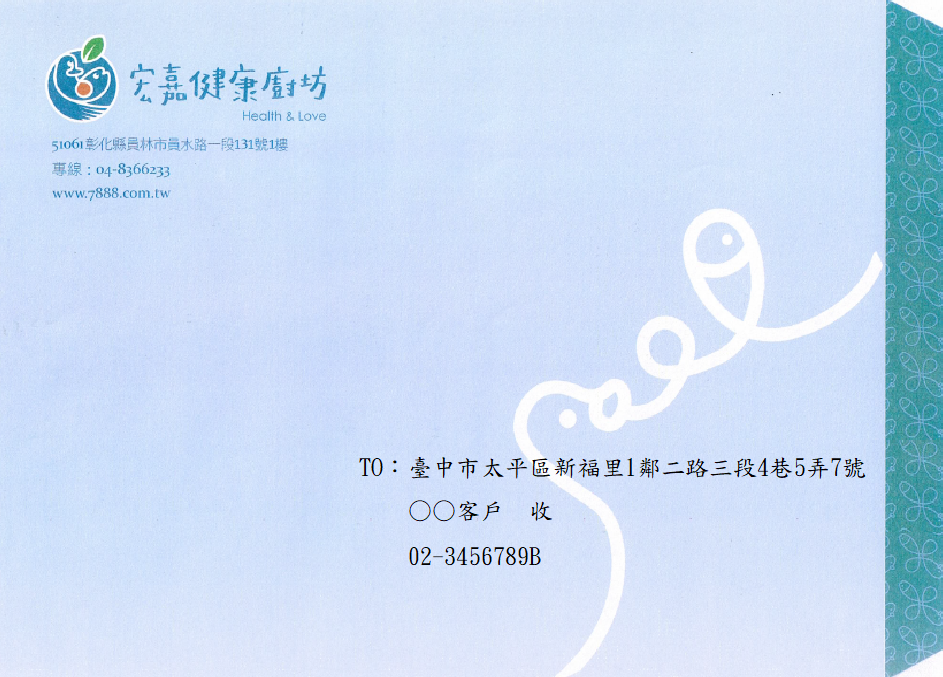 宏嘉健康廚坊
Health & Love
51061彰化縣員林市員水路一段131號1樓
專線：04-8366233
www.7888.com.tw
TO：臺中市太平區新福里1鄰二路三段4巷5弄7號
○○客戶　收
02-3456789B